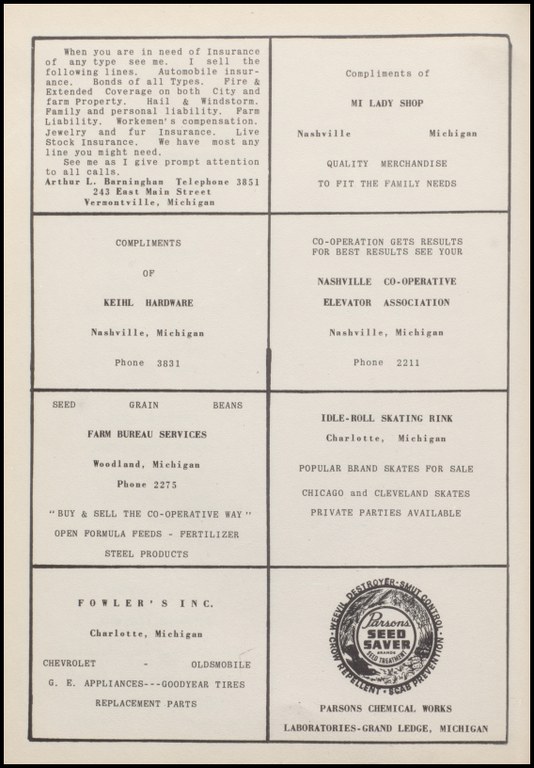 When you are in need of Insurance
of any type see me. I sell the
following lines. Automobile insur-
ance. Bonds of all Types. Fire &
Extended Coverage on both City and
farm Property. Hail & Windstorm.
Family and personal liability. Farm
Liability. Workemen's compensation.
Jewelry and fur Insurance. Live
Stock Insurance. We have most any
line you might need.
See me as I give prompt attention
to all calls.
Arthur L. Barningham Telephone 3851
243 East Main Street
Vermontville, Michigan
Compliments of
MI LADY SHOP
Nashville Michigan
QUALITY MERCHANDISE
TO FIT THE FAMILY NEEDS
COMPLIMENTS
OF
KEIHL HARDWARE
Nashville, Michigan
Phone 3831
CO-OPERATION GETS RESULTS
FOR BEST RESULTS SEE YOUR
NASHVILLE CO-OPERATIVE
ELEVATOR ASSOCIATION
Nashville, Michigan
Phone 2211
SEED GRAIN BEANS
FARM BUREAU SERVICES
Woodland, Michigan
Phone 2275
"BUY & SELL THE CO-OPERATIVE WAY"
OPEN FORMULA FEEDS - FERTILIZER
STEEL PRODUCTS
IDLE-ROLL SKATING RINK
Charlotte, Michigan
POPULAR BRAND SKATES FOR SALE
CHICAGO and CLEVELAND SKATES
PRIVATE PARTIES AVAILABLE
FOWLER'S INC.
Charlotte, Michigan
CHEVROLET - OLDSMOBILE
G. E. APPLIANCES---GOODYEAR TIRES
REPLACEMENT PARTS
WEEVIL DESTROYER-SMUT CONTROL-
CROW REPELLENT-SCAB PREVENTION
Parsons
SEED
SAVER
SEED TREATMENT
PARSONS CHEMICAL WORKS
LABORATORIES-GRAND LEDGE, MICHIGAN